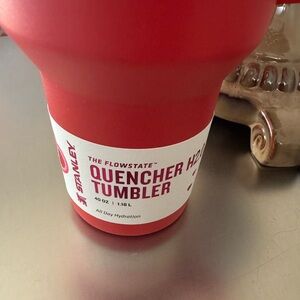 STANLEY
THE FLOWSTATE™
QUENCHER H2.
TUMBLER
40 OZ | 1.18 L
All Day Hydration